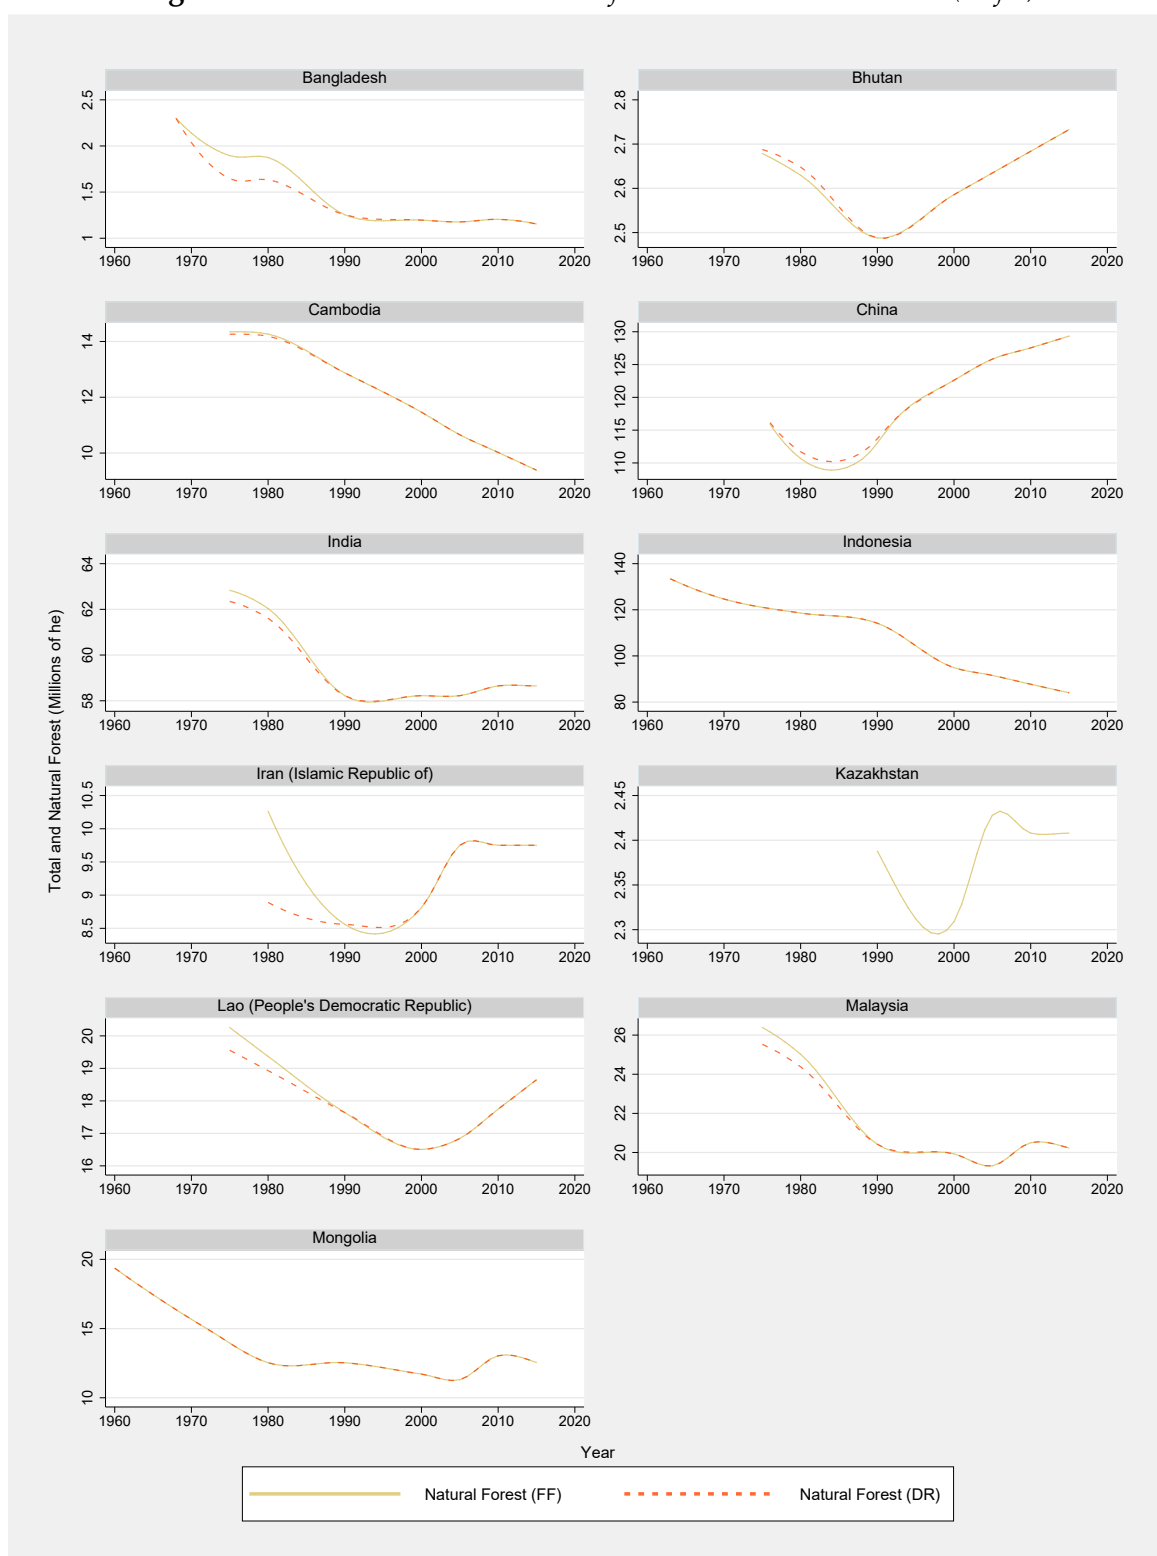 Bangladesh
2.5
2
1.5
1
1960 1970 1980 1990 2000 2010 2020
Bhutan
2.8
2.7
2.6
2.5
1960 1970 1980 1990 2000 2010 2020
Cambodia
14
12
10
1960 1970 1980 1990 2000 2010 2020
China
130
125
120
115
110
1960 1970 1980 1990 2000 2010 2020
India
64
62
60
58
1960 1970 1980 1990 2000 2010 2020
Indonesia
140
120
100
80
1960 1970 1980 1990 2000 2010 2020
Total and Natural Forest (Millions of he)
Iran (Islamic Republic of)
10.5
10
9.5
9
8.5
1960 1970 1980 1990 2000 2010 2020
Kazakhstan
2.45
2.4
2.35
2.3
1960 1970 1980 1990 2000 2010 2020
Lao (People's Democratic Republic)
20
19
18
17
16
1960 1970 1980 1990 2000 2010 2020
Malaysia
26
24
22
20
1960 1970 1980 1990 2000 2010 2020
Mongolia
20
15
10
1960 1970 1980 1990 2000 2010 2020
Year
Natural Forest (FF) Natural Forest (DR)